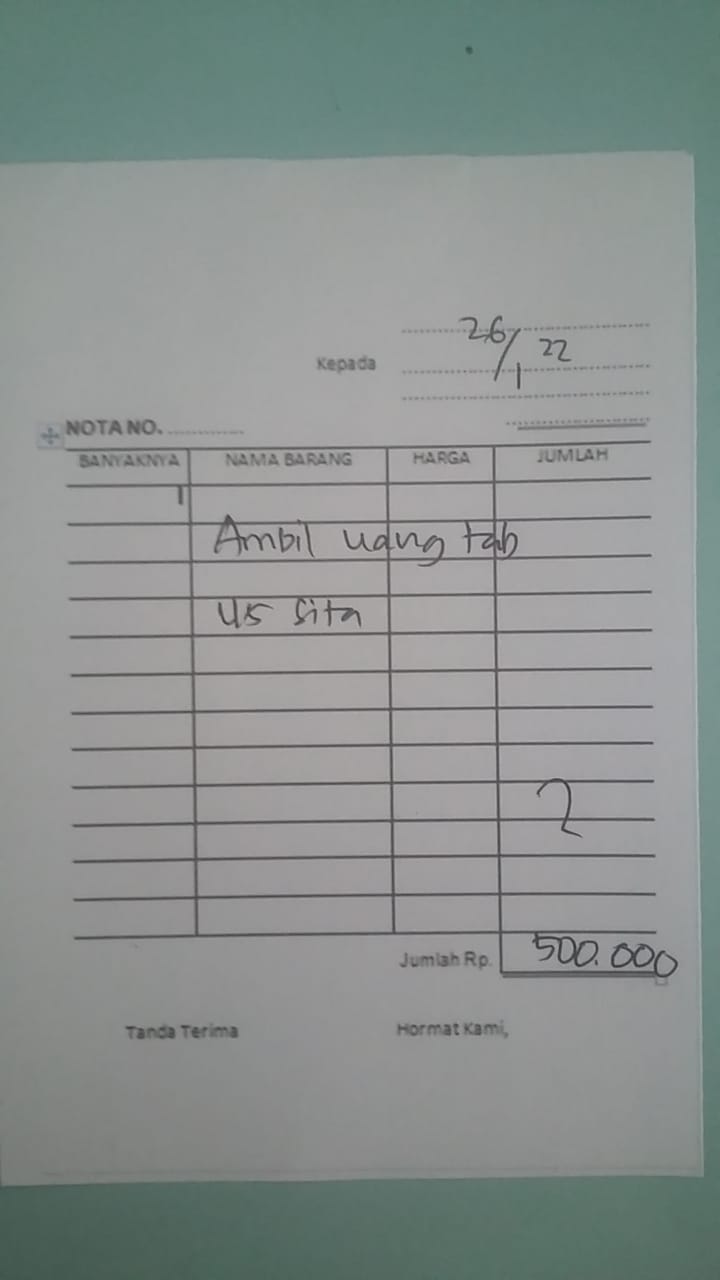 26/1 22
Kepada
NOTA NO. ................
BANYAKNYA NAMA BARANG HARGA JUMLAH
Ambil uang tab
us Sita
2
Jumlah Rp. 500.000
Tanda Terima Hormat Kami,